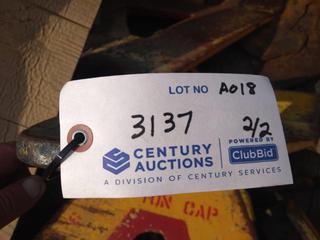 LOT NO A018
3137 2/2
CENTURY AUCTIONS
POWERED BY
ClubBid
A DIVISION OF CENTURY SERVICES
ON CAP